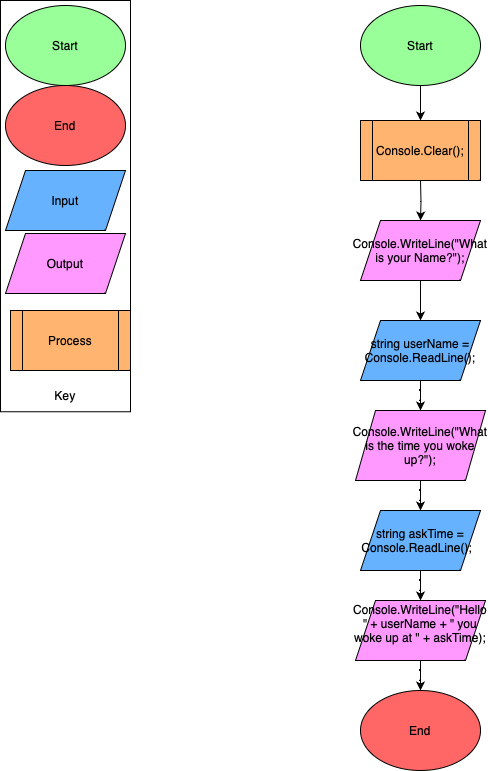 Start
End
Input
Output
Process
Key
Start
Console.Clear();
Console.WriteLine("What
is your Name?");
string userName =
Console.ReadLine();
Console.WriteLine("What
is the time you woke
up?");
string askTime =
Console.ReadLine();
Console.WriteLine("Hello
" + userName + " you
woke up at " + askTime);
End